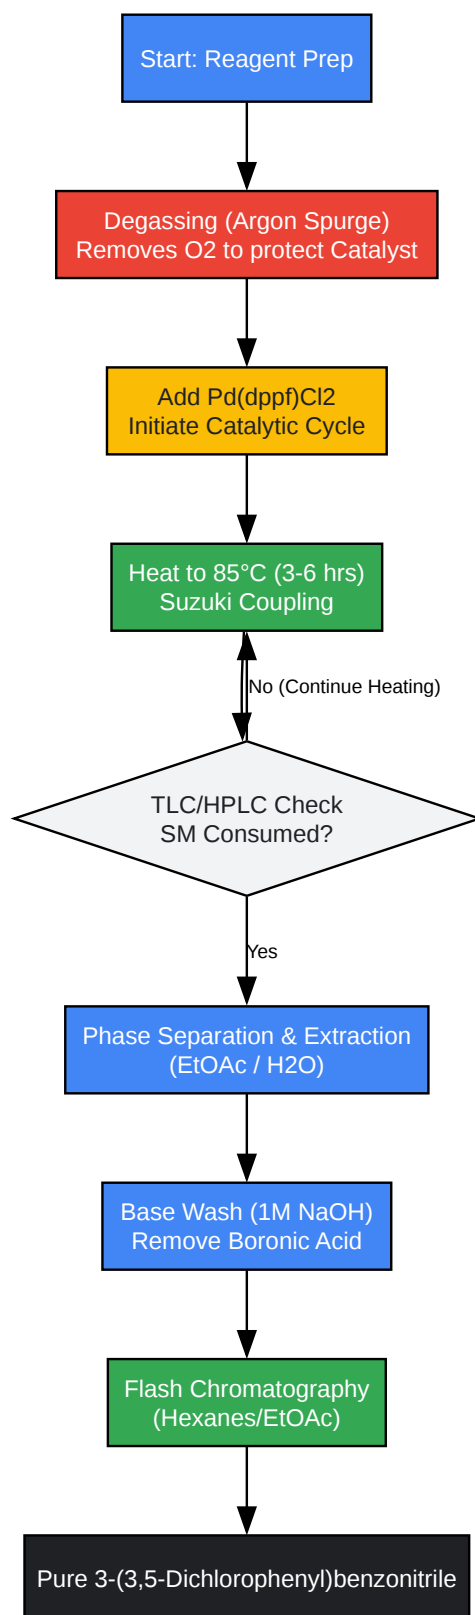 Start: Reagent Prep
Degassing (Argon Spurge)
Removes O2 to protect Catalyst
Add Pd(dppf)Cl2
Initiate Catalytic Cycle
Heat to 85°C (3-6 hrs)
Suzuki Coupling
No (Continue Heating)
TLC/HPLC Check
SM Consumed?
Yes
Phase Separation & Extraction
(EtOAc / H2O)
Base Wash (1M NaOH)
Remove Boronic Acid
Flash Chromatography
(Hexanes/EtOAc)
Pure 3-(3,5-Dichlorophenyl)benzonitrile